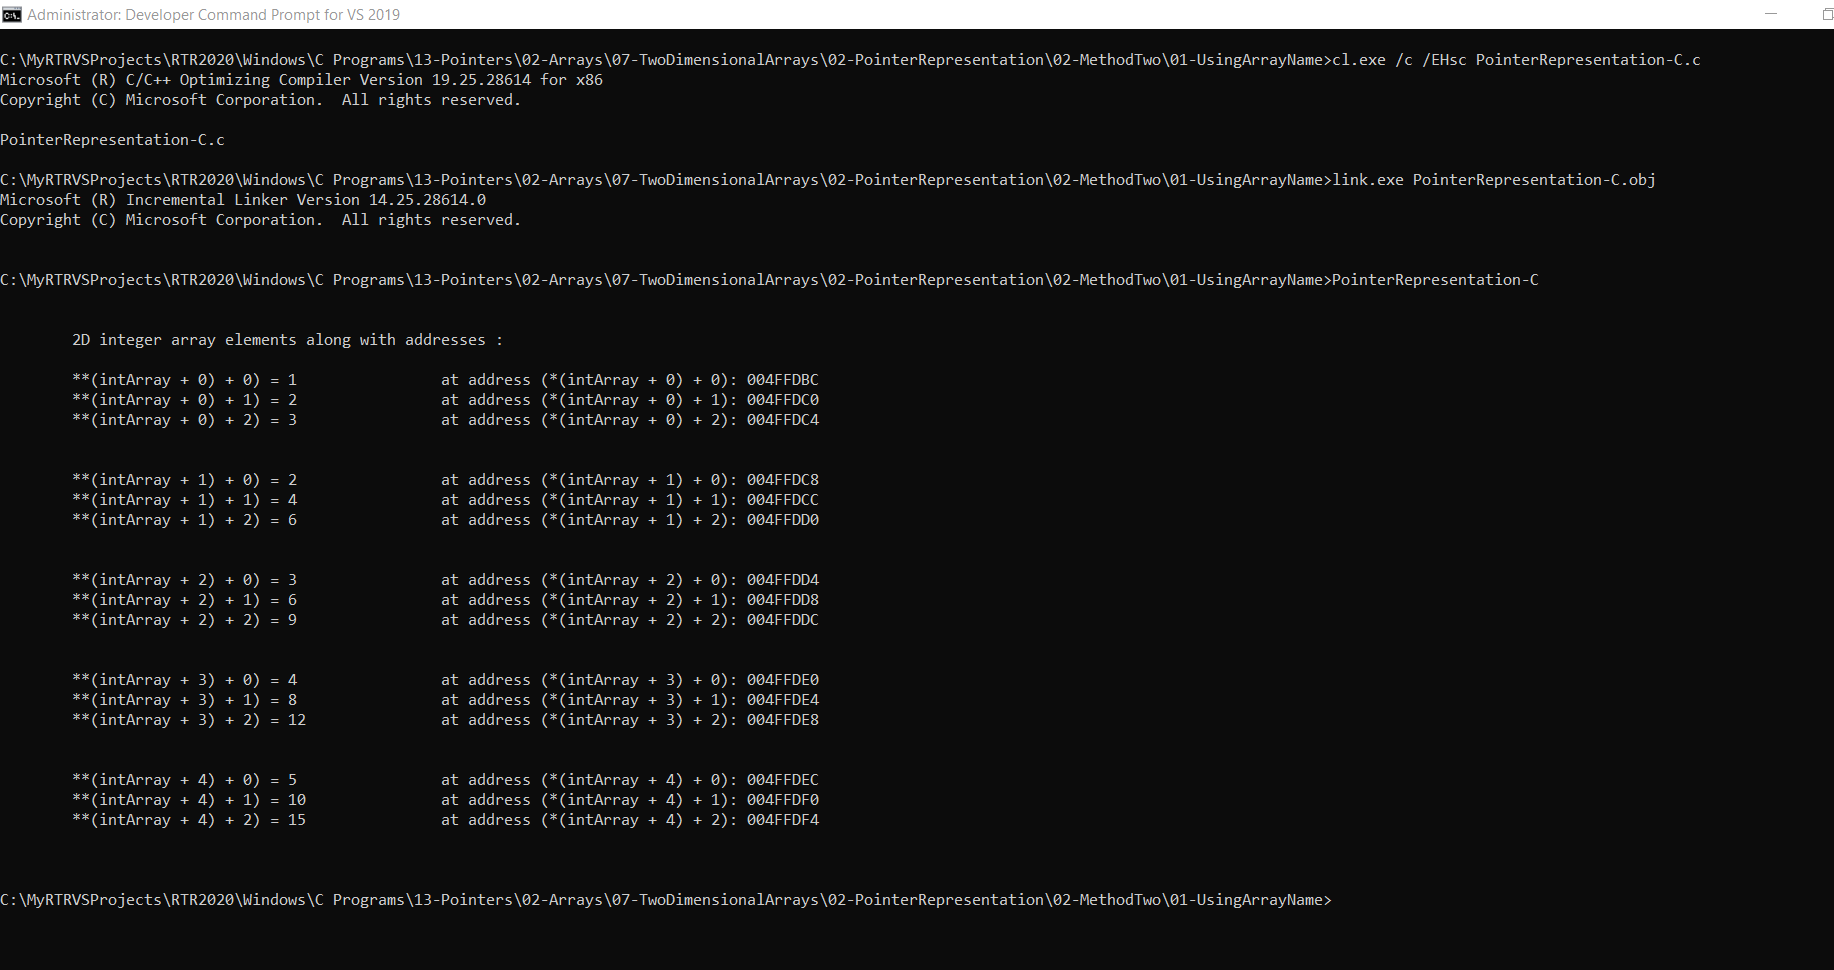 Administrator: Developer Command Prompt for VS 2019
C:\MyRTRVSProjects\RTR2020\Windows\C Programs\13-Pointers\02-Arrays\07-TwoDimensionalArrays\02-PointerRepresentation\02-MethodTwo\01-UsingArrayName>cl.exe /c /EHsc PointerRepresentation-C.c
Microsoft (R) C/C++ Optimizing Compiler Version 19.25.28614 for x86
Copyright (C) Microsoft Corporation.  All rights reserved.
PointerRepresentation-C.c
C:\MyRTRVSProjects\RTR2020\Windows\C Programs\13-Pointers\02-Arrays\07-TwoDimensionalArrays\02-PointerRepresentation\02-MethodTwo\01-UsingArrayName>link.exe PointerRepresentation-C.obj
Microsoft (R) Incremental Linker Version 14.25.28614.0
Copyright (C) Microsoft Corporation.  All rights reserved.
C:\MyRTRVSProjects\RTR2020\Windows\C Programs\13-Pointers\02-Arrays\07-TwoDimensionalArrays\02-PointerRepresentation\02-MethodTwo\01-UsingArrayName>PointerRepresentation-C
2D integer array elements along with addresses :
**(intArray + 0) + 0) = 1 at address (*(intArray + 0) + 0): 004FFDBC
**(intArray + 0) + 1) = 2 at address (*(intArray + 0) + 1): 004FFDC0
**(intArray + 0) + 2) = 3 at address (*(intArray + 0) + 2): 004FFDC4
**(intArray + 1) + 0) = 2 at address (*(intArray + 1) + 0): 004FFDC8
**(intArray + 1) + 1) = 4 at address (*(intArray + 1) + 1): 004FFDCC
**(intArray + 1) + 2) = 6 at address (*(intArray + 1) + 2): 004FFDD0
**(intArray + 2) + 0) = 3 at address (*(intArray + 2) + 0): 004FFDD4
**(intArray + 2) + 1) = 6 at address (*(intArray + 2) + 1): 004FFDD8
**(intArray + 2) + 2) = 9 at address (*(intArray + 2) + 2): 004FFDDC
**(intArray + 3) + 0) = 4 at address (*(intArray + 3) + 0): 004FFDE0
**(intArray + 3) + 1) = 8 at address (*(intArray + 3) + 1): 004FFDE4
**(intArray + 3) + 2) = 12 at address (*(intArray + 3) + 2): 004FFDE8
**(intArray + 4) + 0) = 5 at address (*(intArray + 4) + 0): 004FFDEC
**(intArray + 4) + 1) = 10 at address (*(intArray + 4) + 1): 004FFDF0
**(intArray + 4) + 2) = 15 at address (*(intArray + 4) + 2): 004FFDF4
C:\MyRTRVSProjects\RTR2020\Windows\C Programs\13-Pointers\02-Arrays\07-TwoDimensionalArrays\02-PointerRepresentation\02-MethodTwo\01-UsingArrayName>